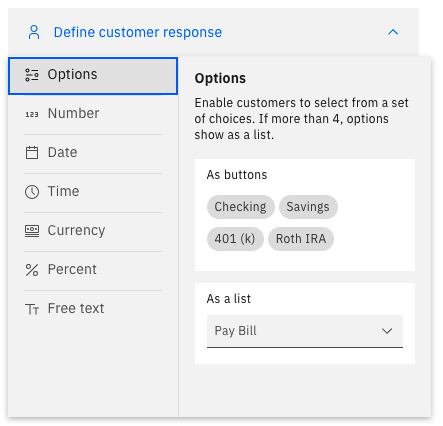 Define customer response
Options
123 Number
Date
Time
Currency
Percent
Tт Free text
Options
Enable customers to select from a set
of choices. If more than 4, options
show as a list.
As buttons
Checking Savings
401 (k) Roth IRA
As a list
Pay Bill